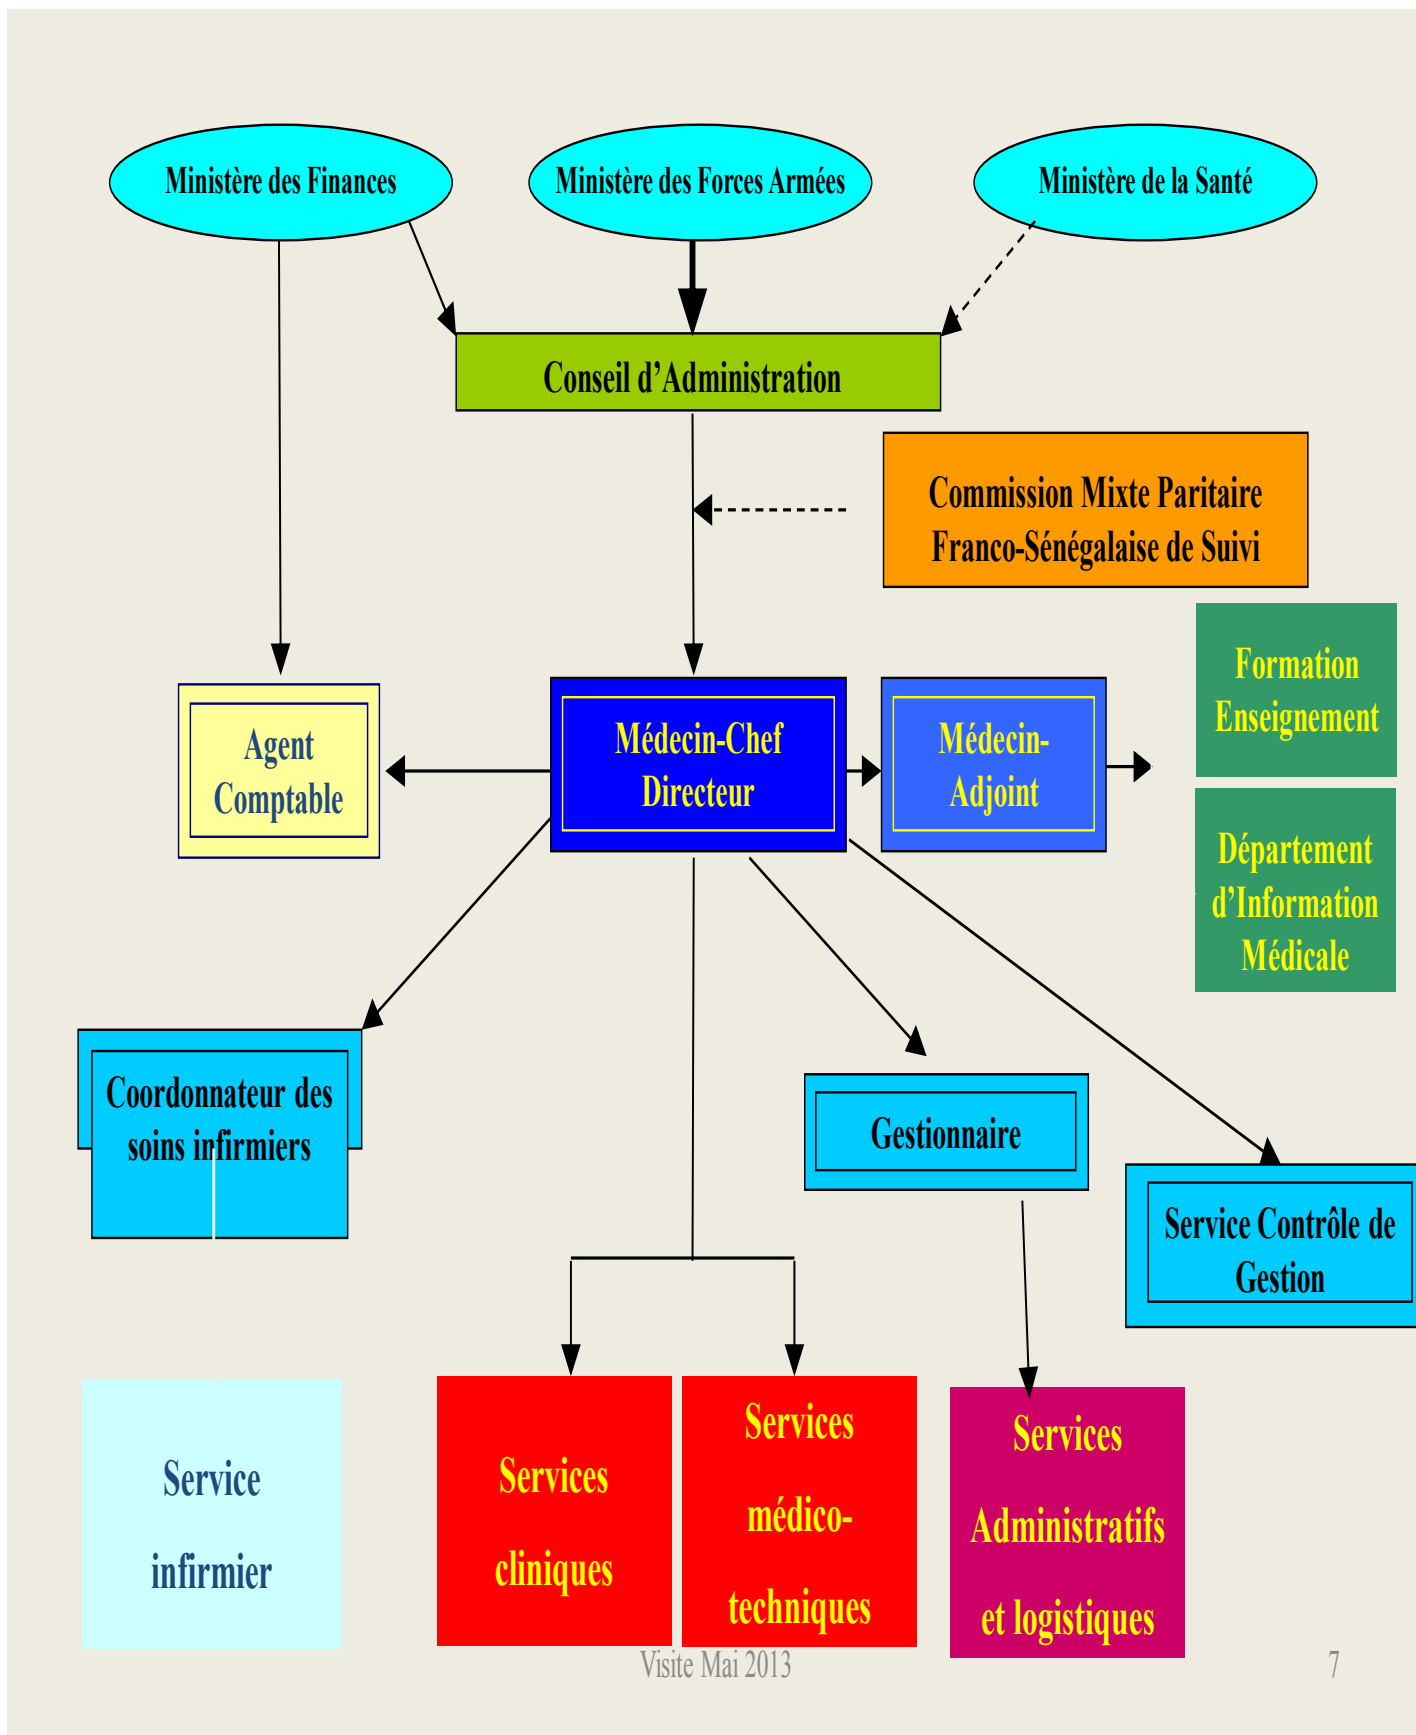 Ministère des Finances
Ministère des Forces Armées
Ministère de la Santé
Conseil d’Administration
Commission Mixte Paritaire
Franco-Sénégalaise de Suivi
Formation
Enseignement
Agent
Comptable
Médecin-Chef
Directeur
Médecin-
Adjoint
Département
d’Information
Médicale
Coordonnateur des
soins infirmiers
Gestionnaire
Service Contrôle de
Gestion
Service
infirmier
Services
cliniques
Services
médico-
techniques
Services
Administratifs
et logistiques
Visite Mai 2013
7